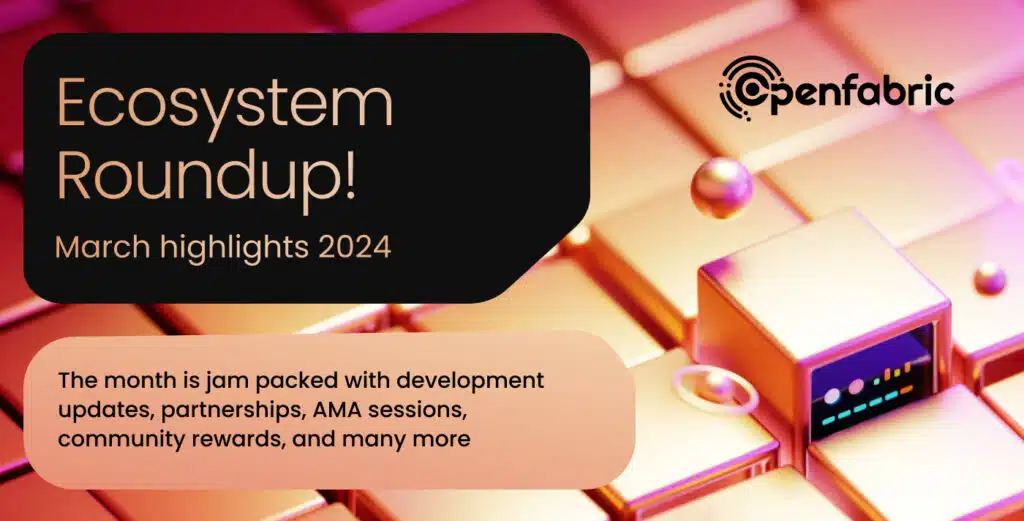 Ecosystem
Roundup!
March highlights 2024
Openfabric
The month is jam packed with development
updates, partnerships, AMA sessions,
community rewards, and many more